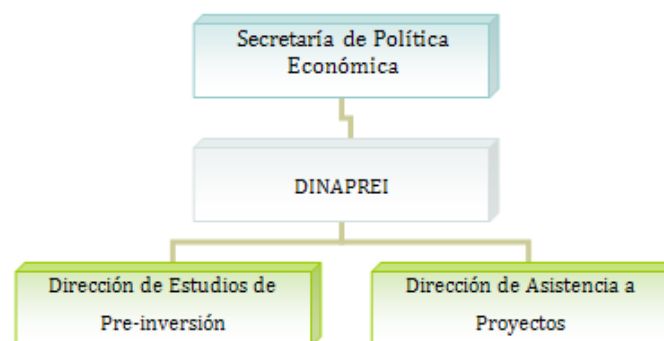 Secretaría de Política
Económica
DINAPREI
Dirección de Estudios de
Pre-inversión
Dirección de Asistencia a
Proyectos